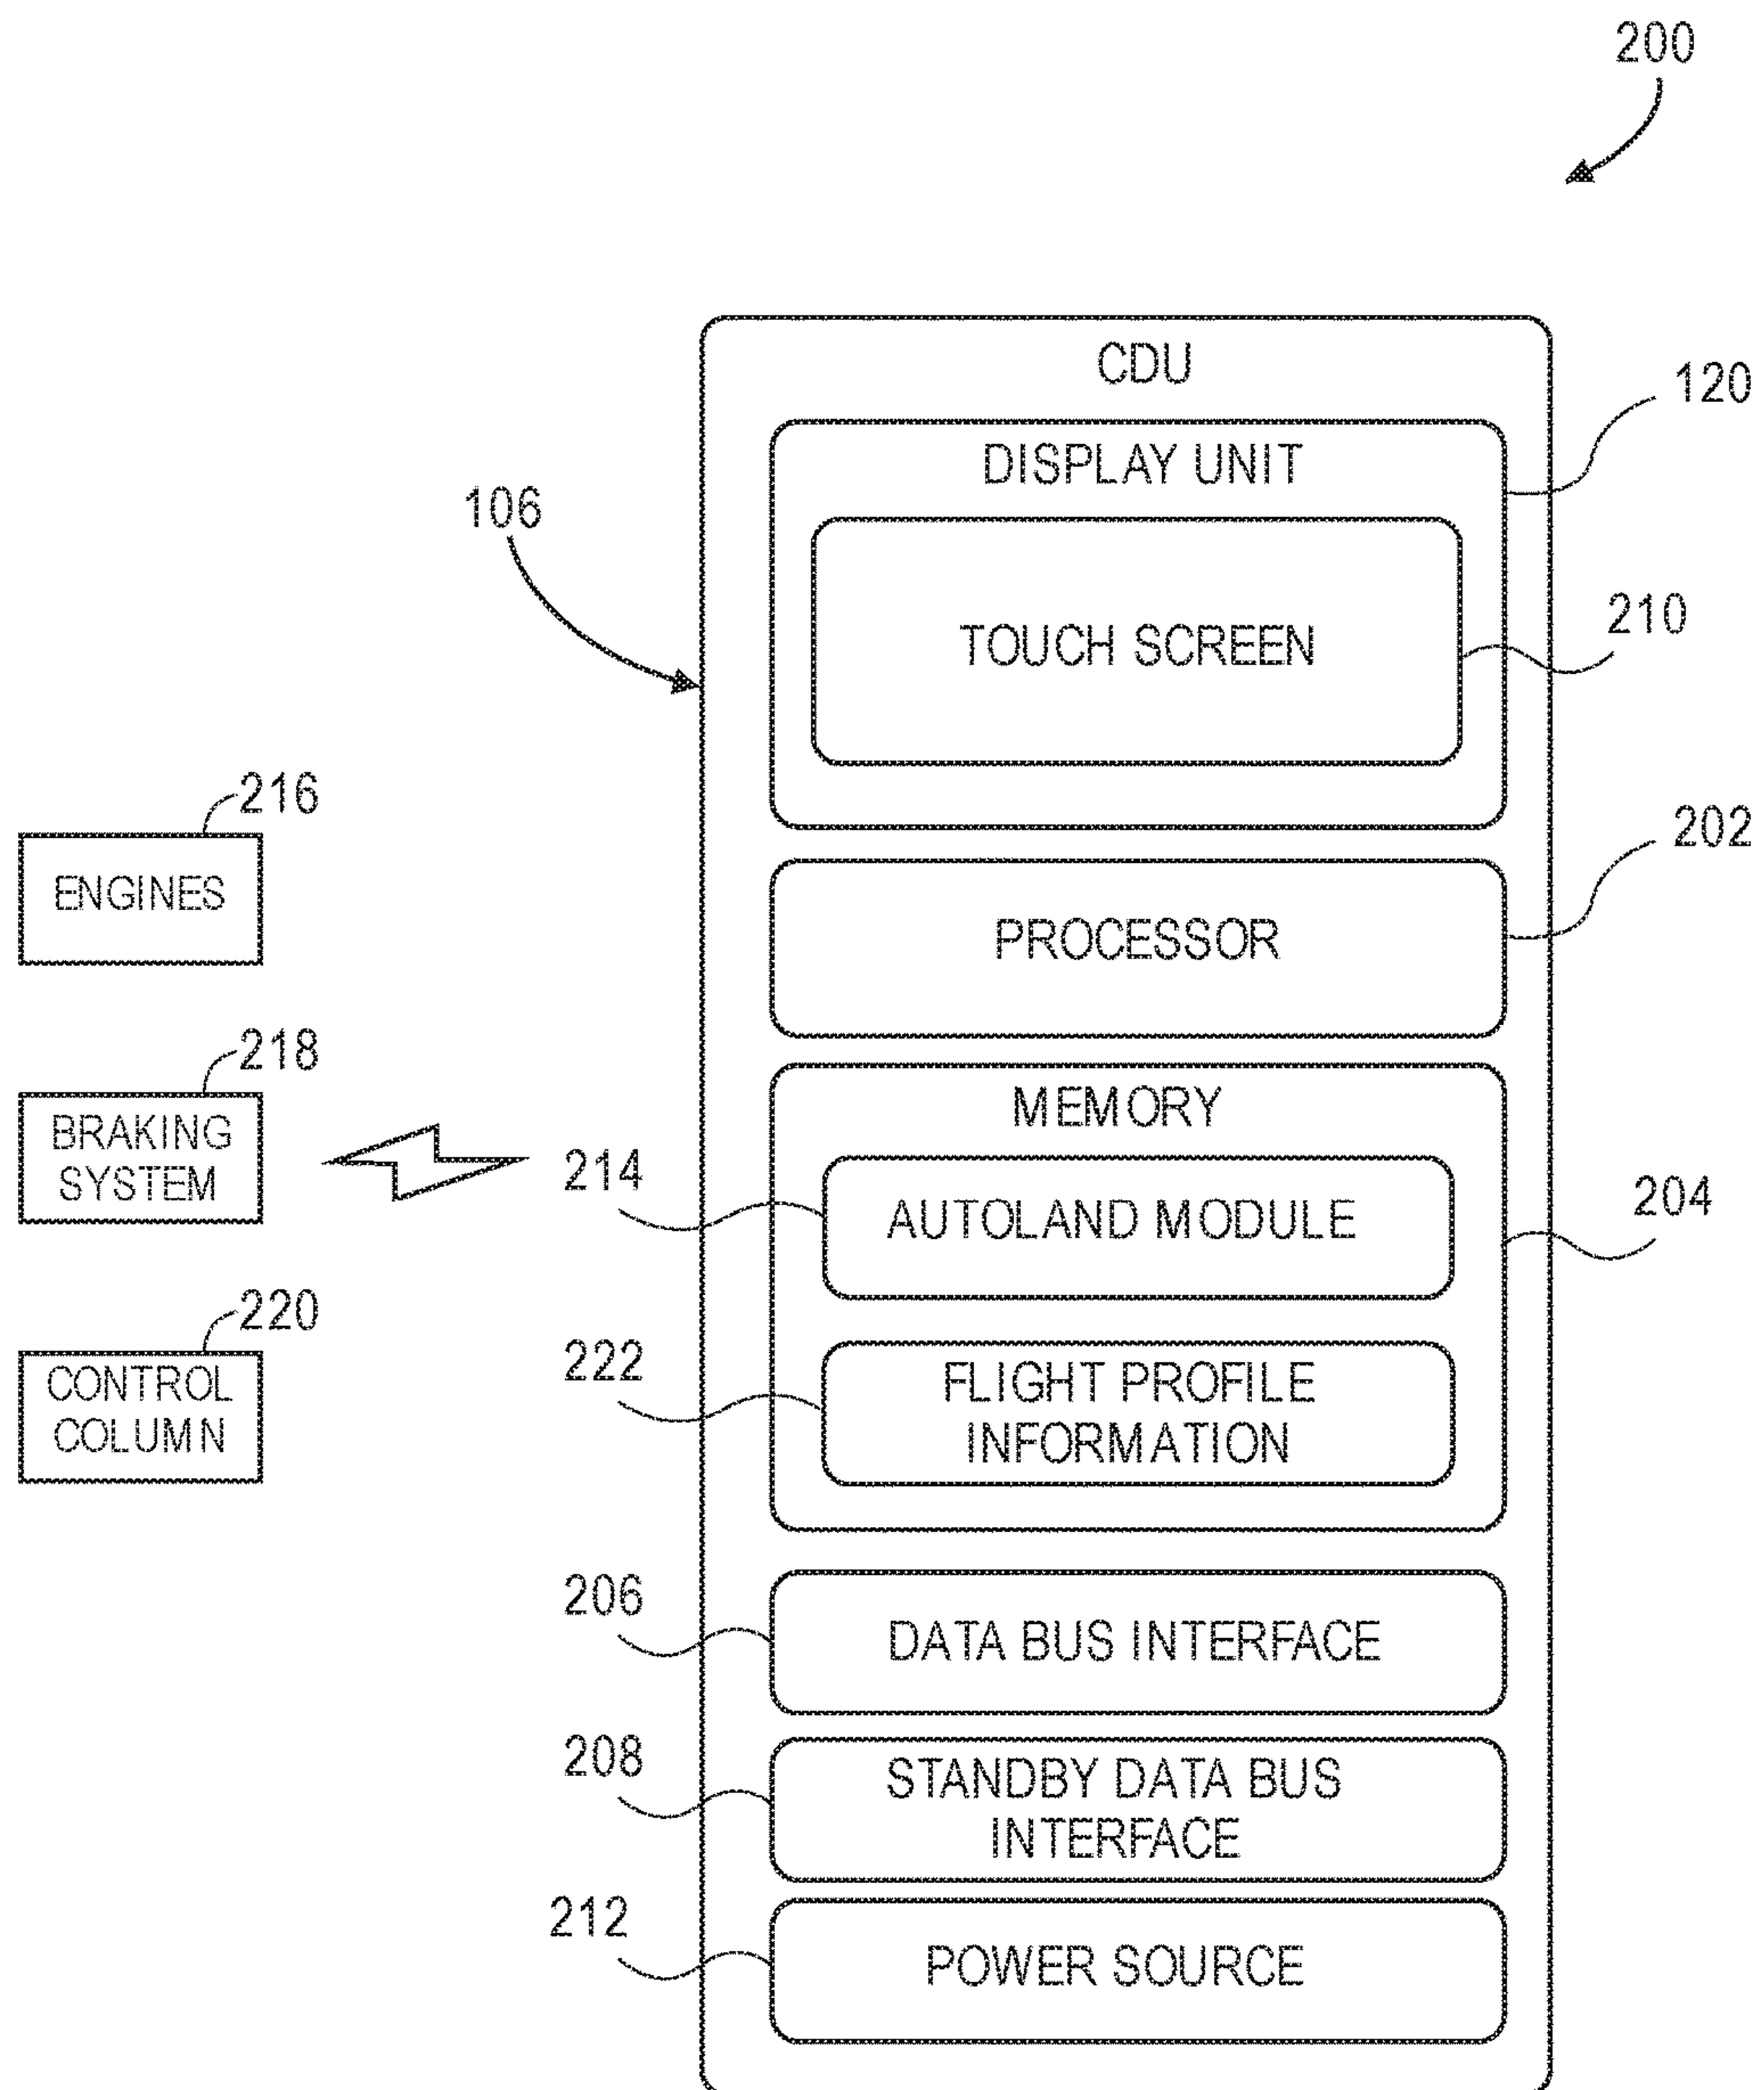 200
CDU
120
DISPLAY UNIT
106
210
TOUCH SCREEN
216
202
ENGINES
PROCESSOR
218
MEMORY
BRAKING
SYSTEM
214
204
AUTOLAND MODULE
220
222
CONTROL
COLUMN
FLIGHT PROFILE
INFORMATION
206
DATA BUS INTERFACE
208
STANDBY DATA BUS
INTERFACE
212
POWER SOURCE